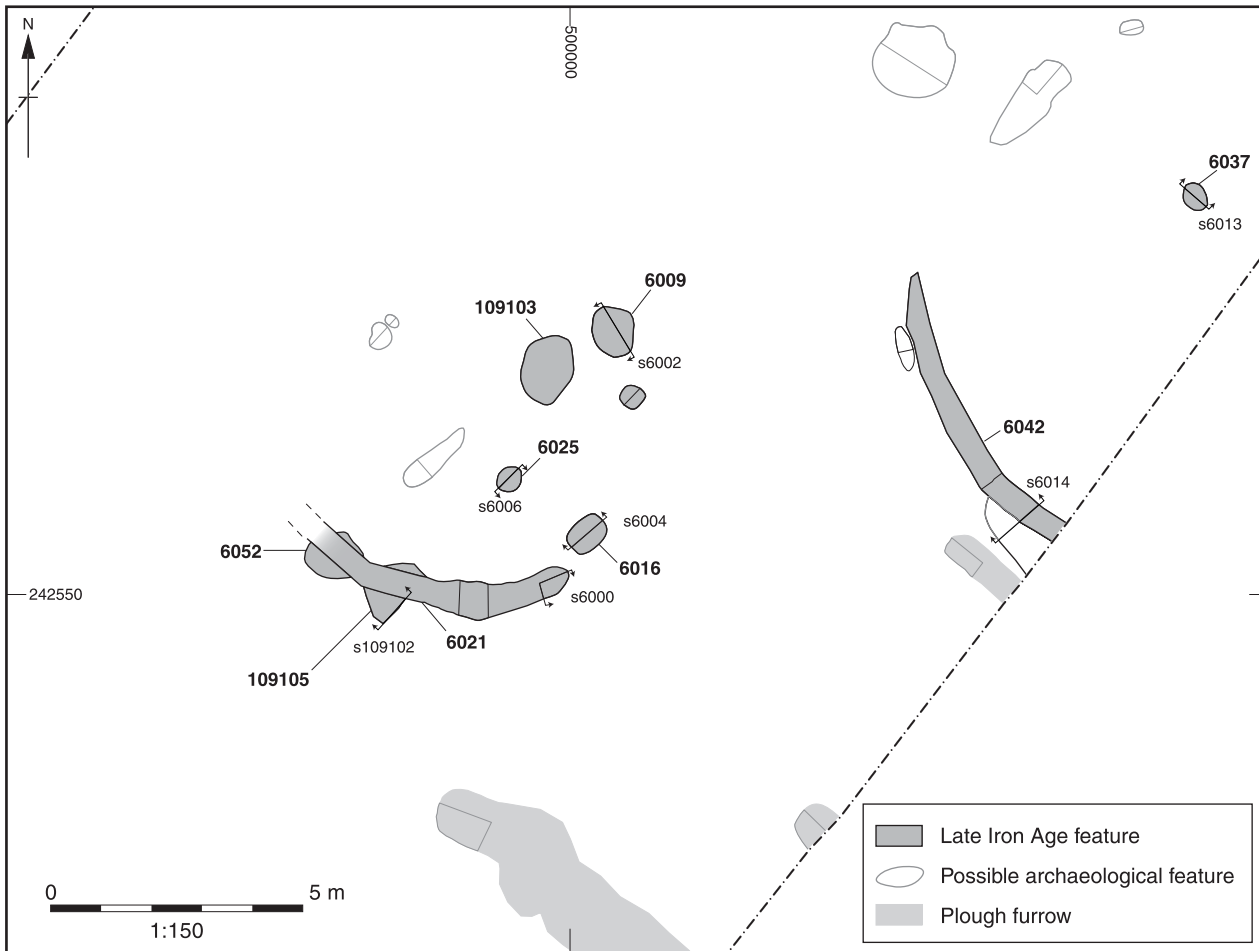 N
500000
6037
s6013
6009
109103
s6002
6042
6025
s6014
s6006
s6004
6052
6016
242550
s6000
6021
s109102
109105
0 5 m
1:150
Late Iron Age feature
Possible archaeological feature
Plough furrow